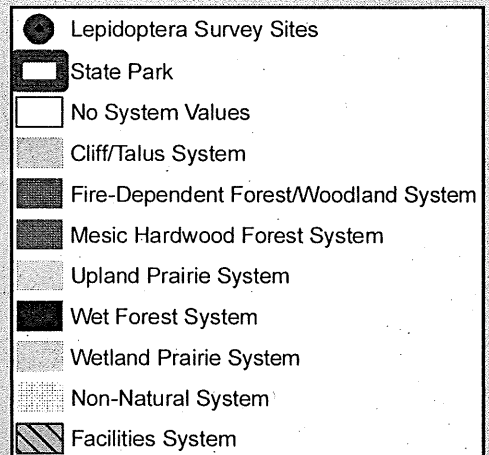 Lepidoptera Survey Sites
State Park
No System Values
Cliff/Talus System
Fire-Dependent Forest/Woodland System
Mesic Hardwood Forest System
Upland Prairie System
Wet Forest System
Wetland Prairie System
Non-Natural System
Facilities System